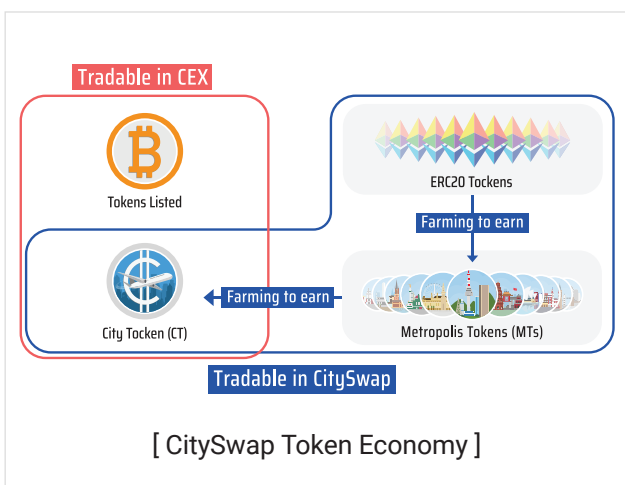 Tradable in CEX
Tokens Listed
ERC20 Tockens
Farming to earn
City Tocken (CT)
Farming to earn
Metropolis Tokens (MTs)
Tradable in CitySwap
[ CitySwap Token Economy ]